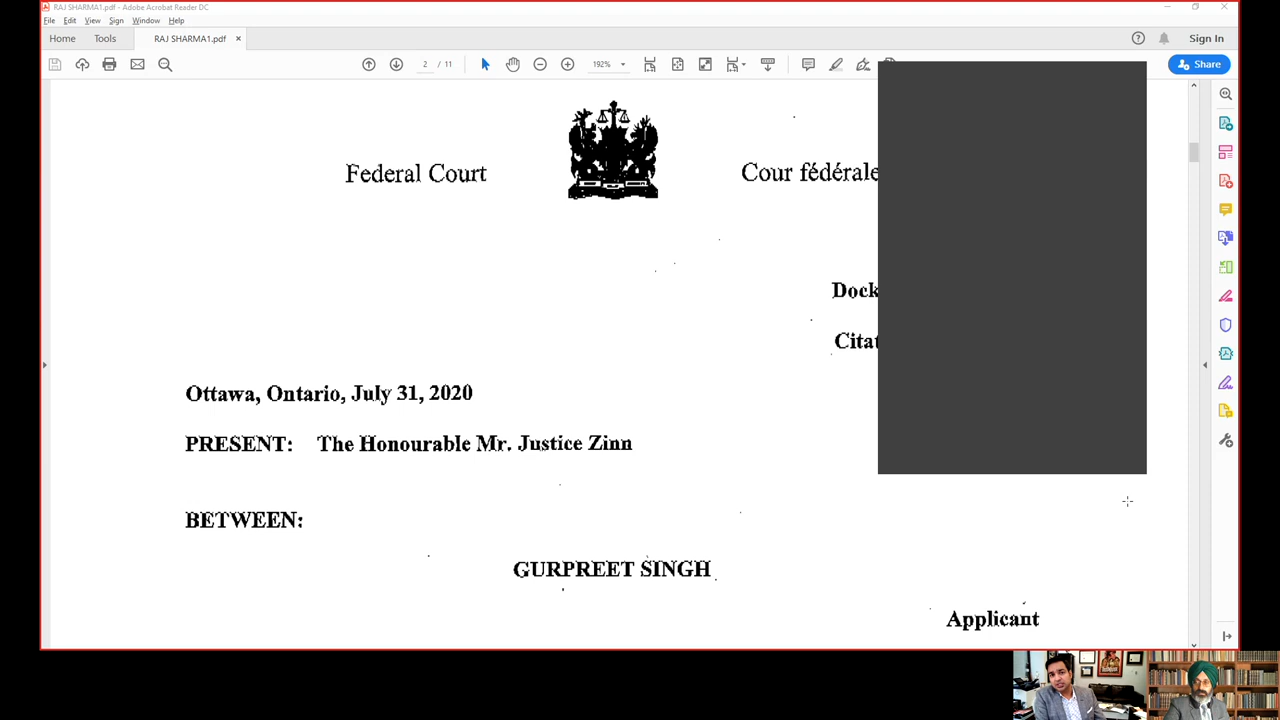 RAJ SHARMA1.pdf - Adobe Acrobat Reader DC
File Edit View Sign Window Help
Home Tools RAJ SHARMA1.pdf × Sign In
2 / 11 192% Share
Federal Court Cour fédérale
Dock
Citat
Ottawa, Ontario, July 31, 2020
PRESENT: The Honourable Mr. Justice Zinn
BETWEEN:
GURPREET SINGH
Applicant